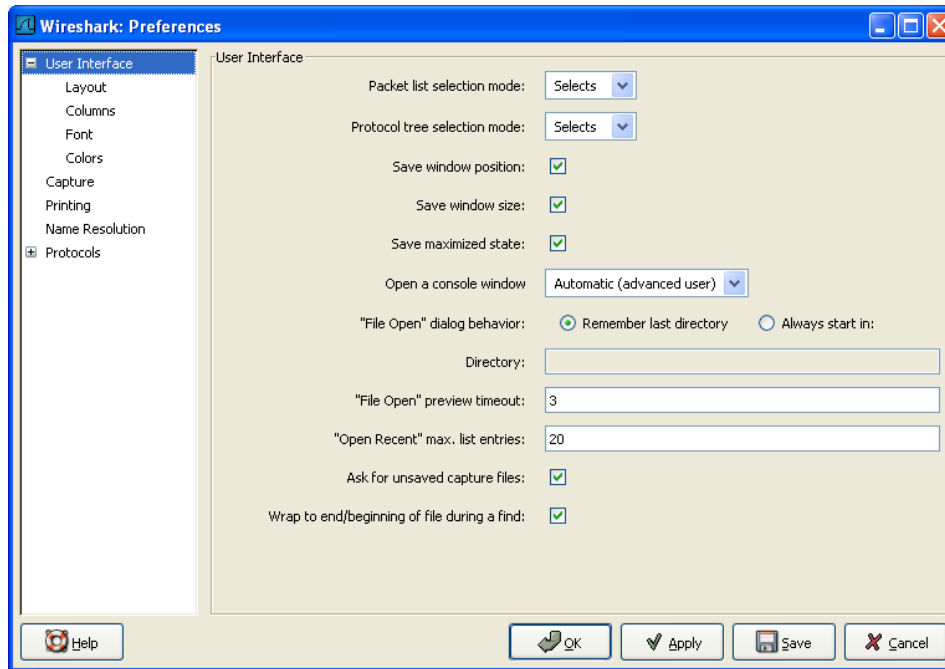 Wireshark: Preferences
User Interface
Layout
Columns
Font
Colors
Capture
Printing
Name Resolution
Protocols
User Interface
Packet list selection mode: Selects
Protocol tree selection mode: Selects
Save window position:
Save window size:
Save maximized state:
Open a console window Automatic (advanced user)
"File Open" dialog behavior: Remember last directory Always start in:
Directory:
"File Open" preview timeout: 3
"Open Recent" max. list entries: 20
Ask for unsaved capture files:
Wrap to end/beginning of file during a find:
Help OK Apply Save Cancel